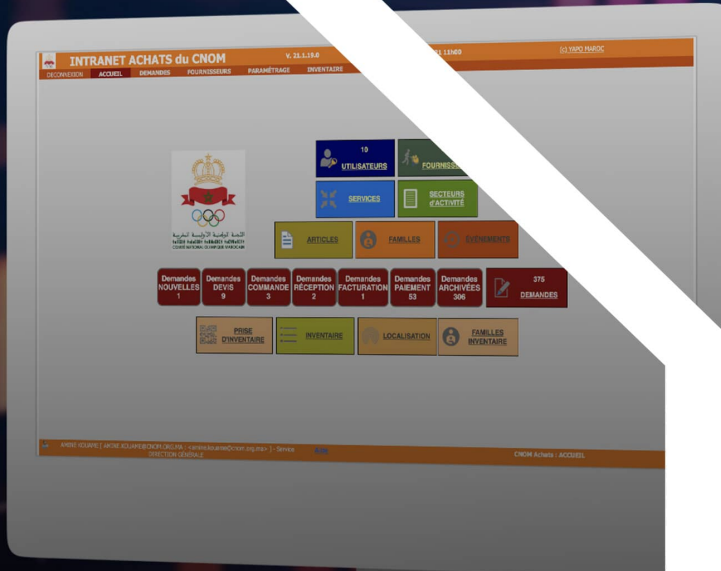 INTRANET ACHATS du CNOM
V. 25.1.19.0
(c) YAPO MAROC
DECONNEXION ACCUEIL DEMANDES FOURNISSEURS PARAMÉTRAGE INVENTAIRE
10
UTILISATEURS
SERVICES
SECTEURS
d'ACTIVITÉ
ARTICLES
FAMILLES
ÉVÉNEMENTS
Demandes
NOUVELLES
1
Demandes
DEVIS
9
Demandes
COMMANDE
3
Demandes
RÉCEPTION
2
Demandes
FACTURATION
1
Demandes
PAIEMENT
53
Demandes
ARCHIVÉES
306
375
DEMANDES
PRISE
D'INVENTAIRE
INVENTAIRE
LOCALISATION
FAMILLES
INVENTAIRE
DIRECTION GÉNÉRALE
CNOM Achats : ACCUEIL